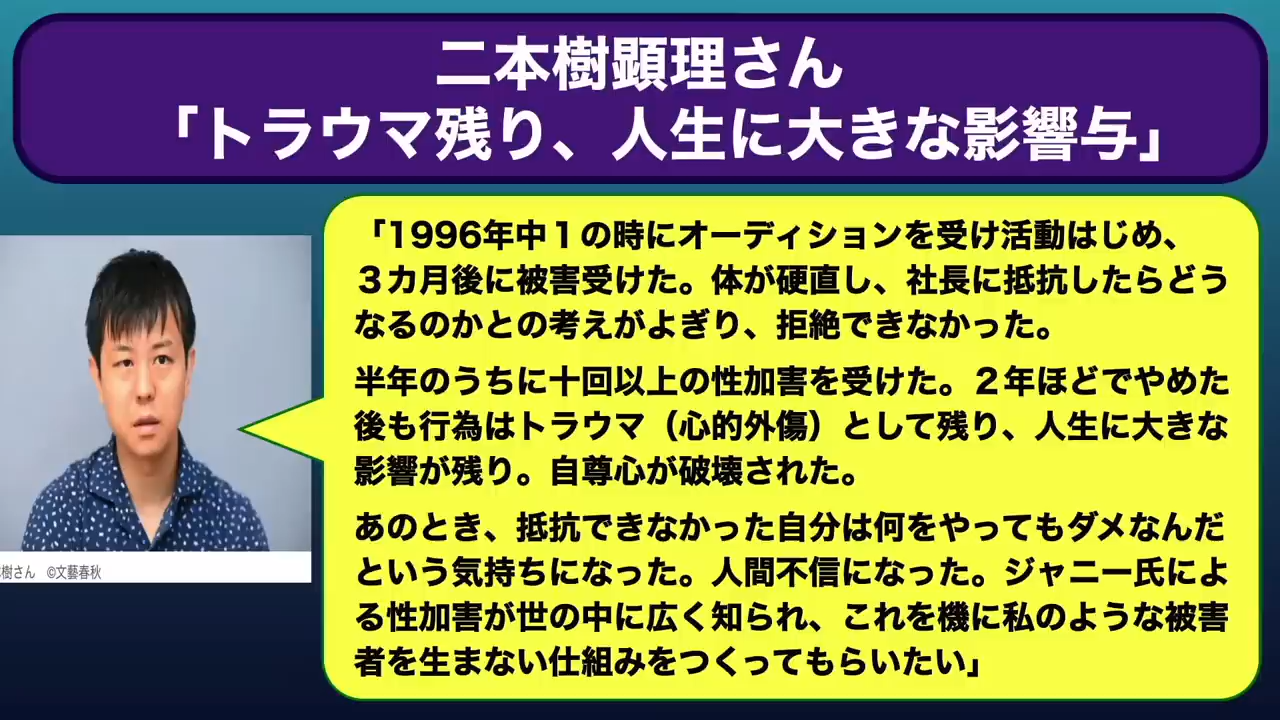 二本樹顕理さん
「トラウマ残り、人生に大きな影響与」
「1996年中１の時にオーディションを受け活動はじめ、
３カ月後に被害受けた。体が硬直し、社長に抵抗したらどう
なるのかとの考えがよぎり、拒絶できなかった。
半年のうちに十回以上の性加害を受けた。２年ほどでやめた
後も行為はトラウマ（心的外傷）として残り、人生に大きな
影響が残り。自尊心が破壊された。
あのとき、抵抗できなかった自分は何をやってもダメなんだ
という気持ちになった。人間不信になった。ジャニー氏によ
る性加害が世の中に広く知られ、これを機に私のような被害
者を生まない仕組みをつくってもらいたい」
樹さん ©文藝春秋